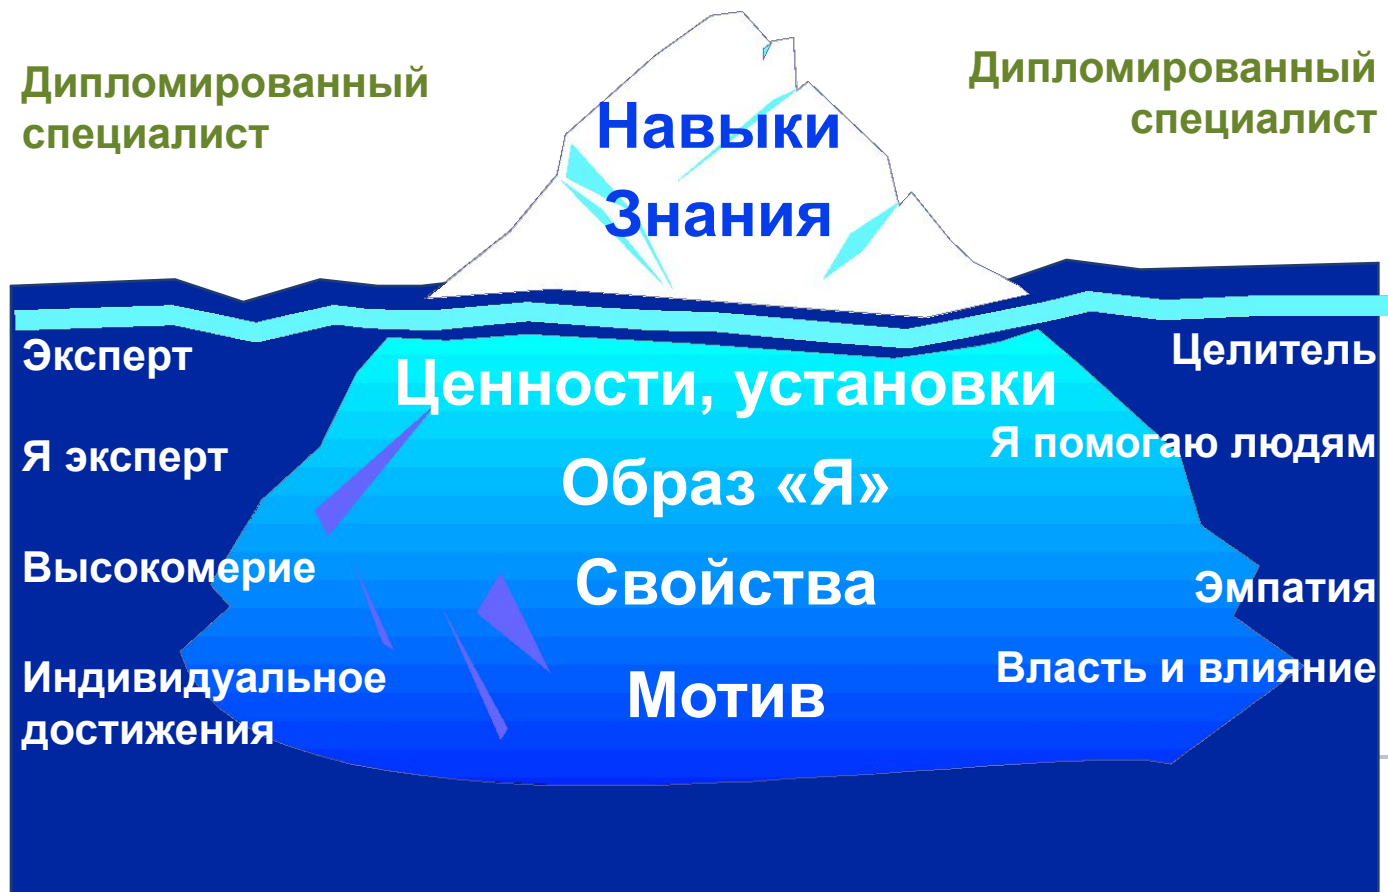 Дипломированный
специалист
Дипломированный
специалист
Навыки
Знания
Эксперт
Целитель
Ценности, установки
Я эксперт
Я помогаю людям
Образ «Я»
Высокомерие
Свойства
Эмпатия
Индивидуальное
достижения
Мотив
Власть и влияние